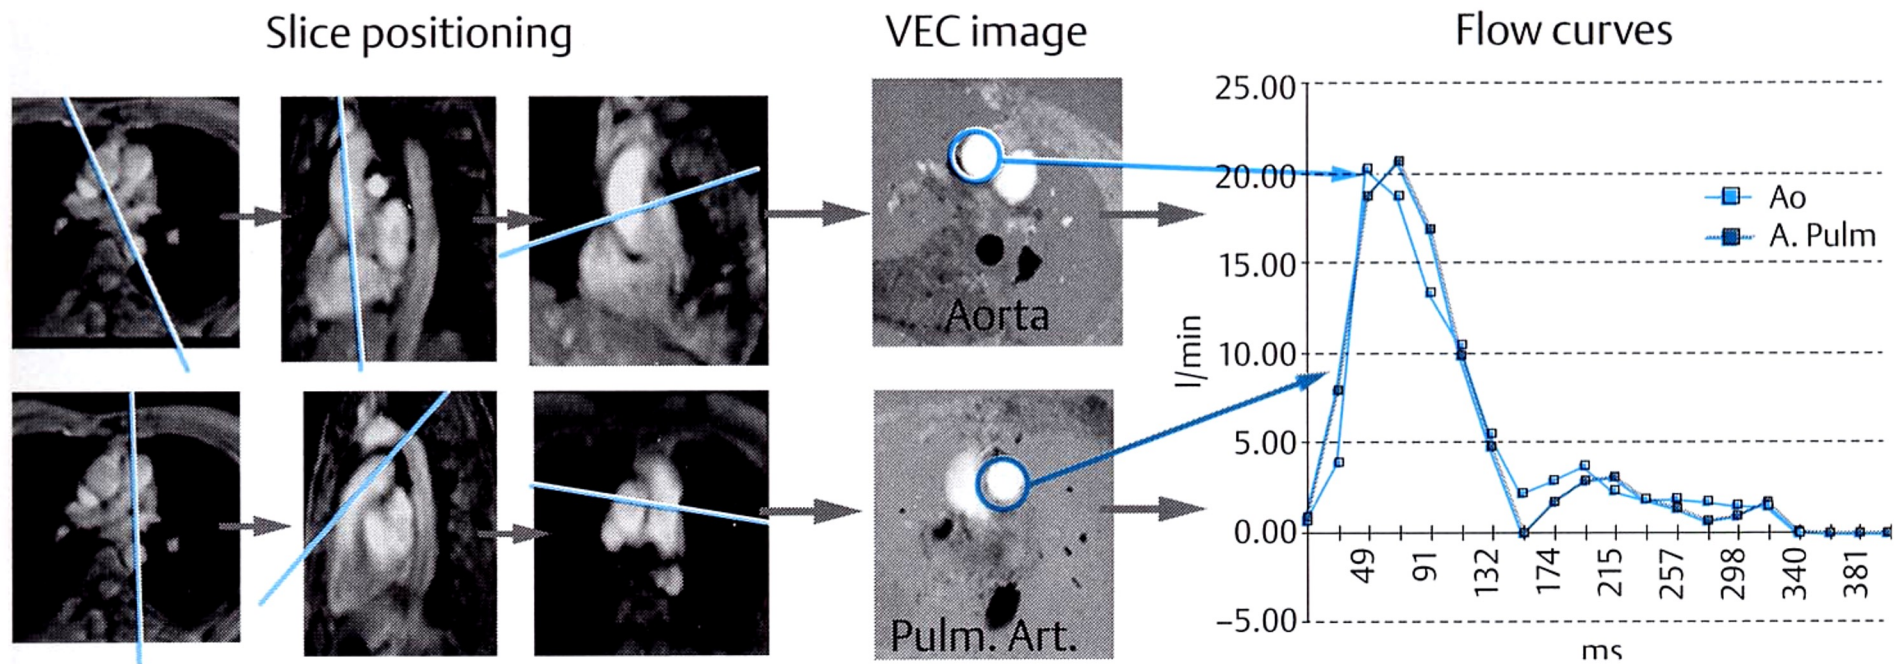 Slice positioning
VEC image
Flow curves
Aorta
Pulm. Art.
l/min
25.00
20.00
15.00
10.00
5.00
0.00
–5.00
Ao
A. Pulm
49
91
132
174
215
257
298
340
381
ms